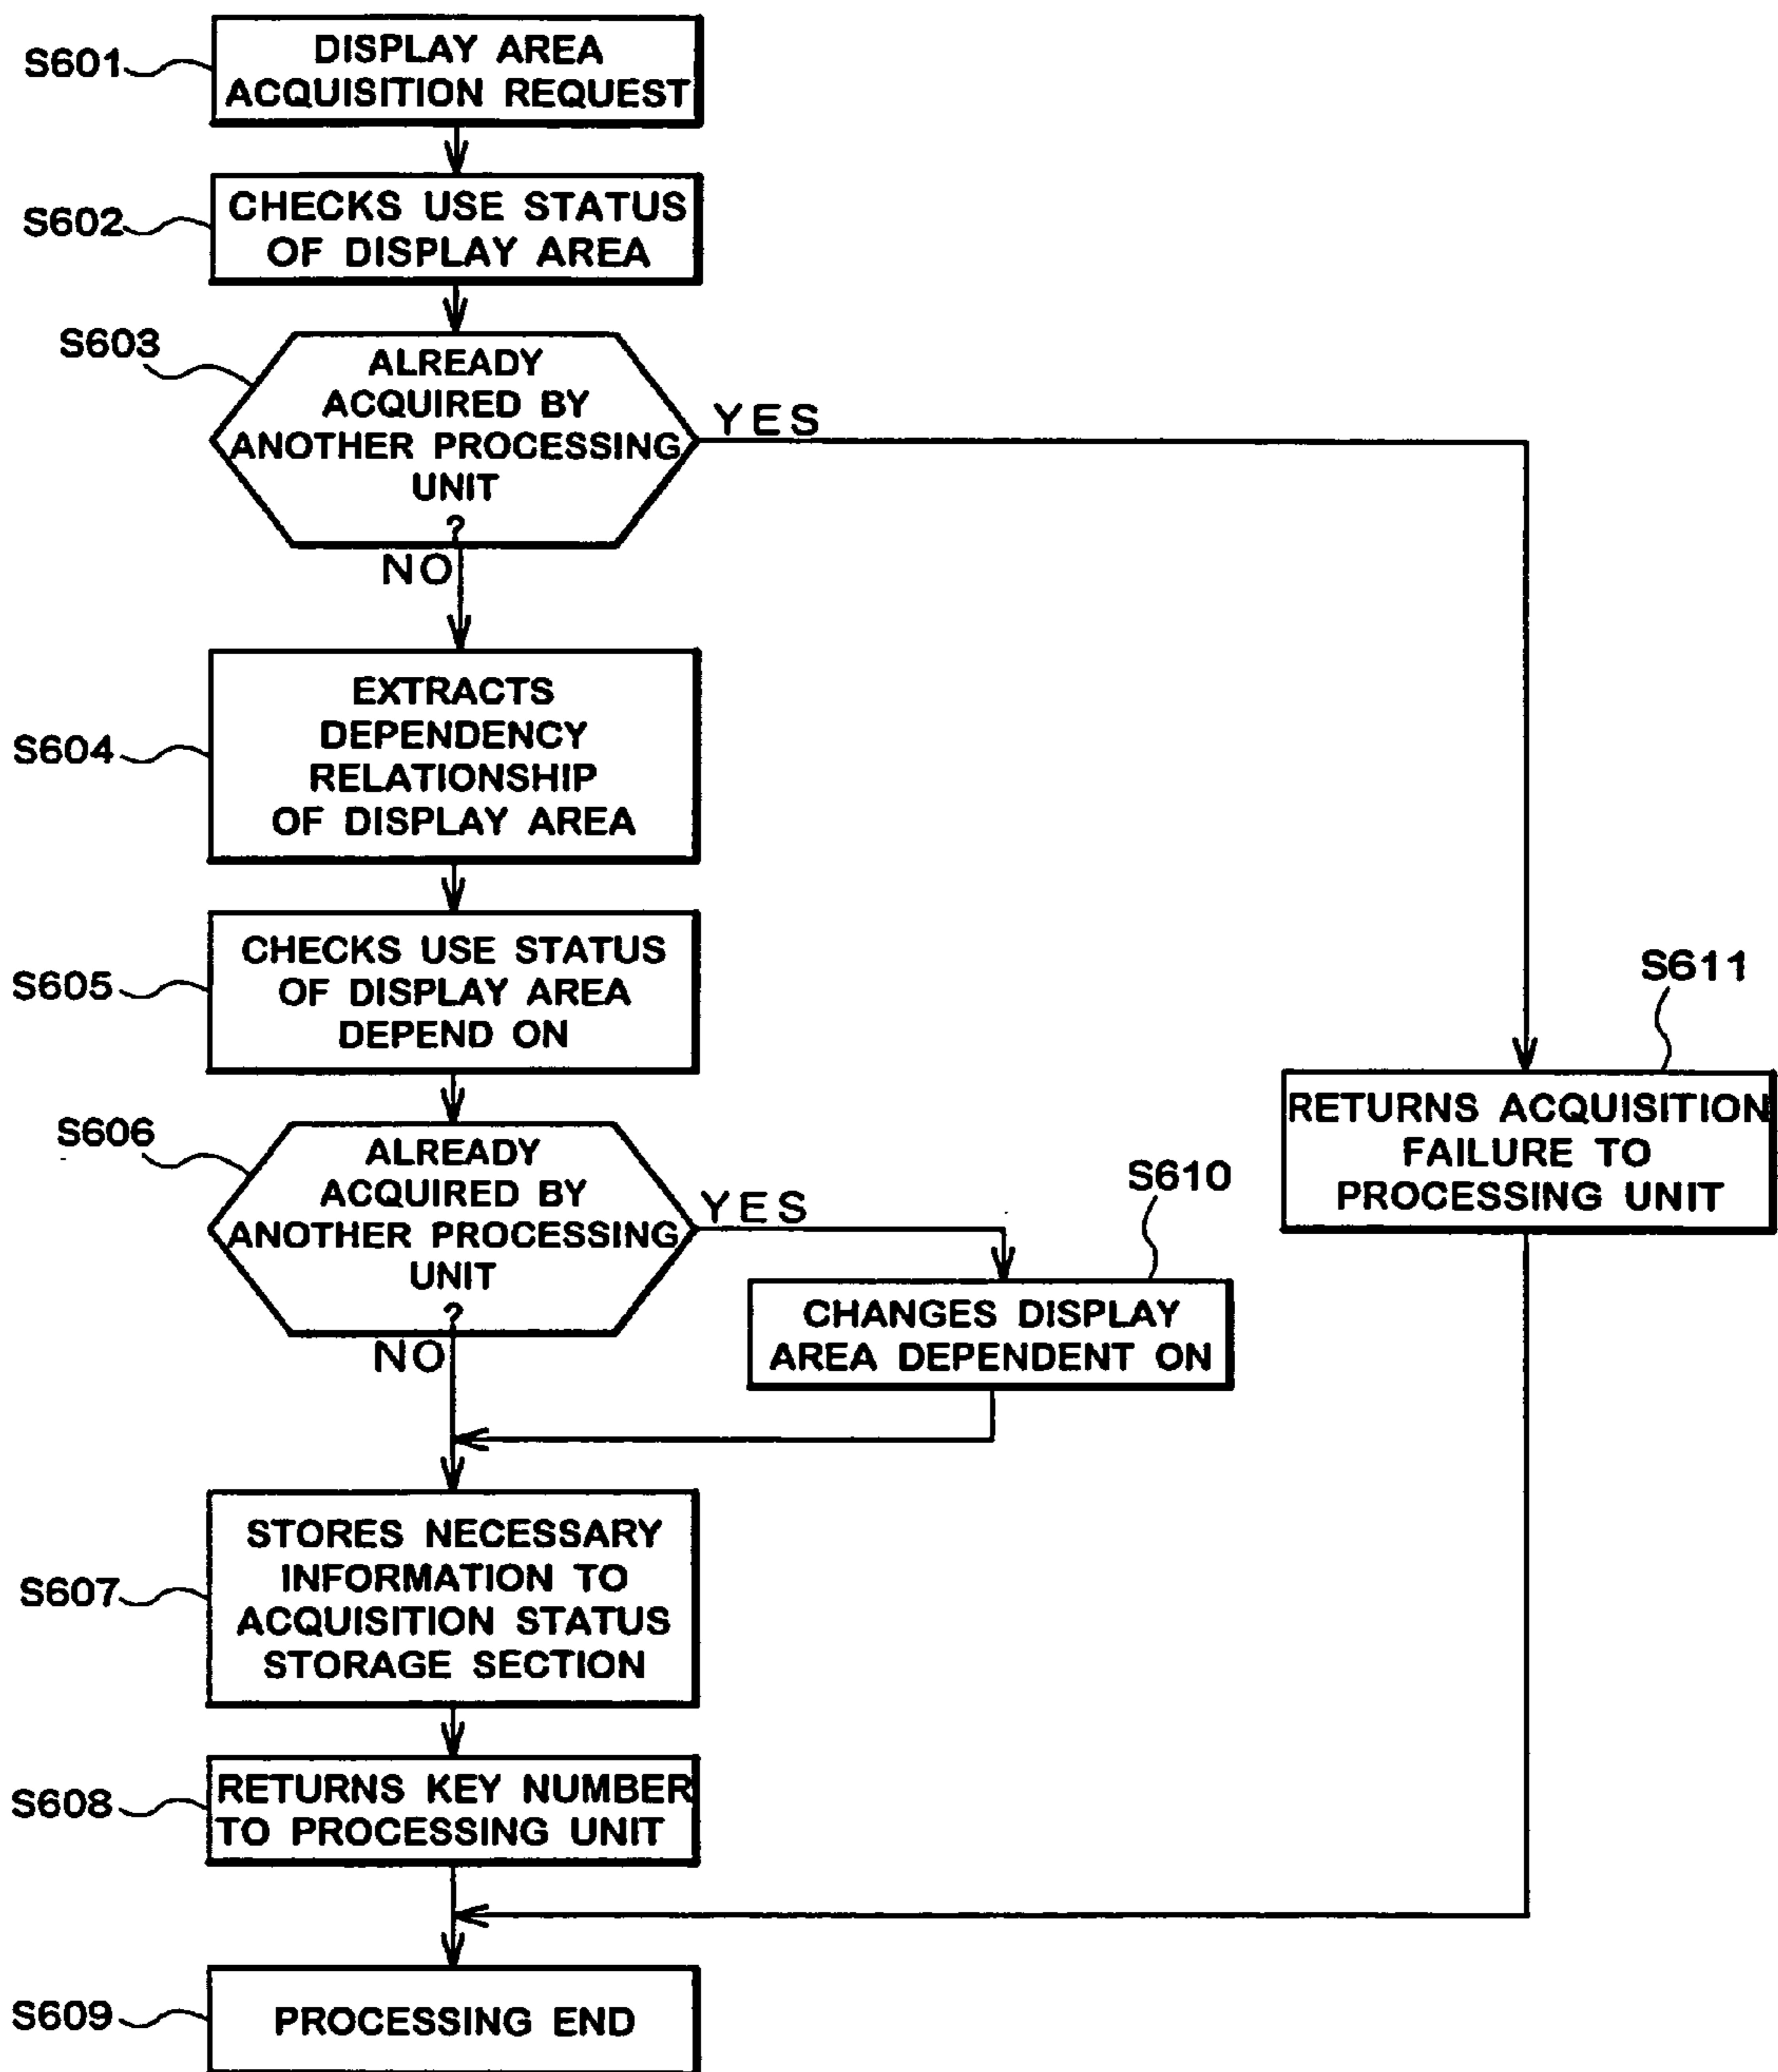 S601
DISPLAY AREA
ACQUISITION REQUEST
S602
CHECKS USE STATUS
OF DISPLAY AREA
S603
ALREADY
ACQUIRED BY
ANOTHER PROCESSING
UNIT
?
YES
NO
S604
EXTRACTS
DEPENDENCY
RELATIONSHIP
OF DISPLAY AREA
S605
CHECKS USE STATUS
OF DISPLAY AREA
DEPEND ON
S606
ALREADY
ACQUIRED BY
ANOTHER PROCESSING
UNIT
?
YES
NO
S610
CHANGES DISPLAY
AREA DEPENDENT ON
S611
RETURNS ACQUISITION
FAILURE TO
PROCESSING UNIT
S607
STORES NECESSARY
INFORMATION TO
ACQUISITION STATUS
STORAGE SECTION
S608
RETURNS KEY NUMBER
TO PROCESSING UNIT
S609
PROCESSING END